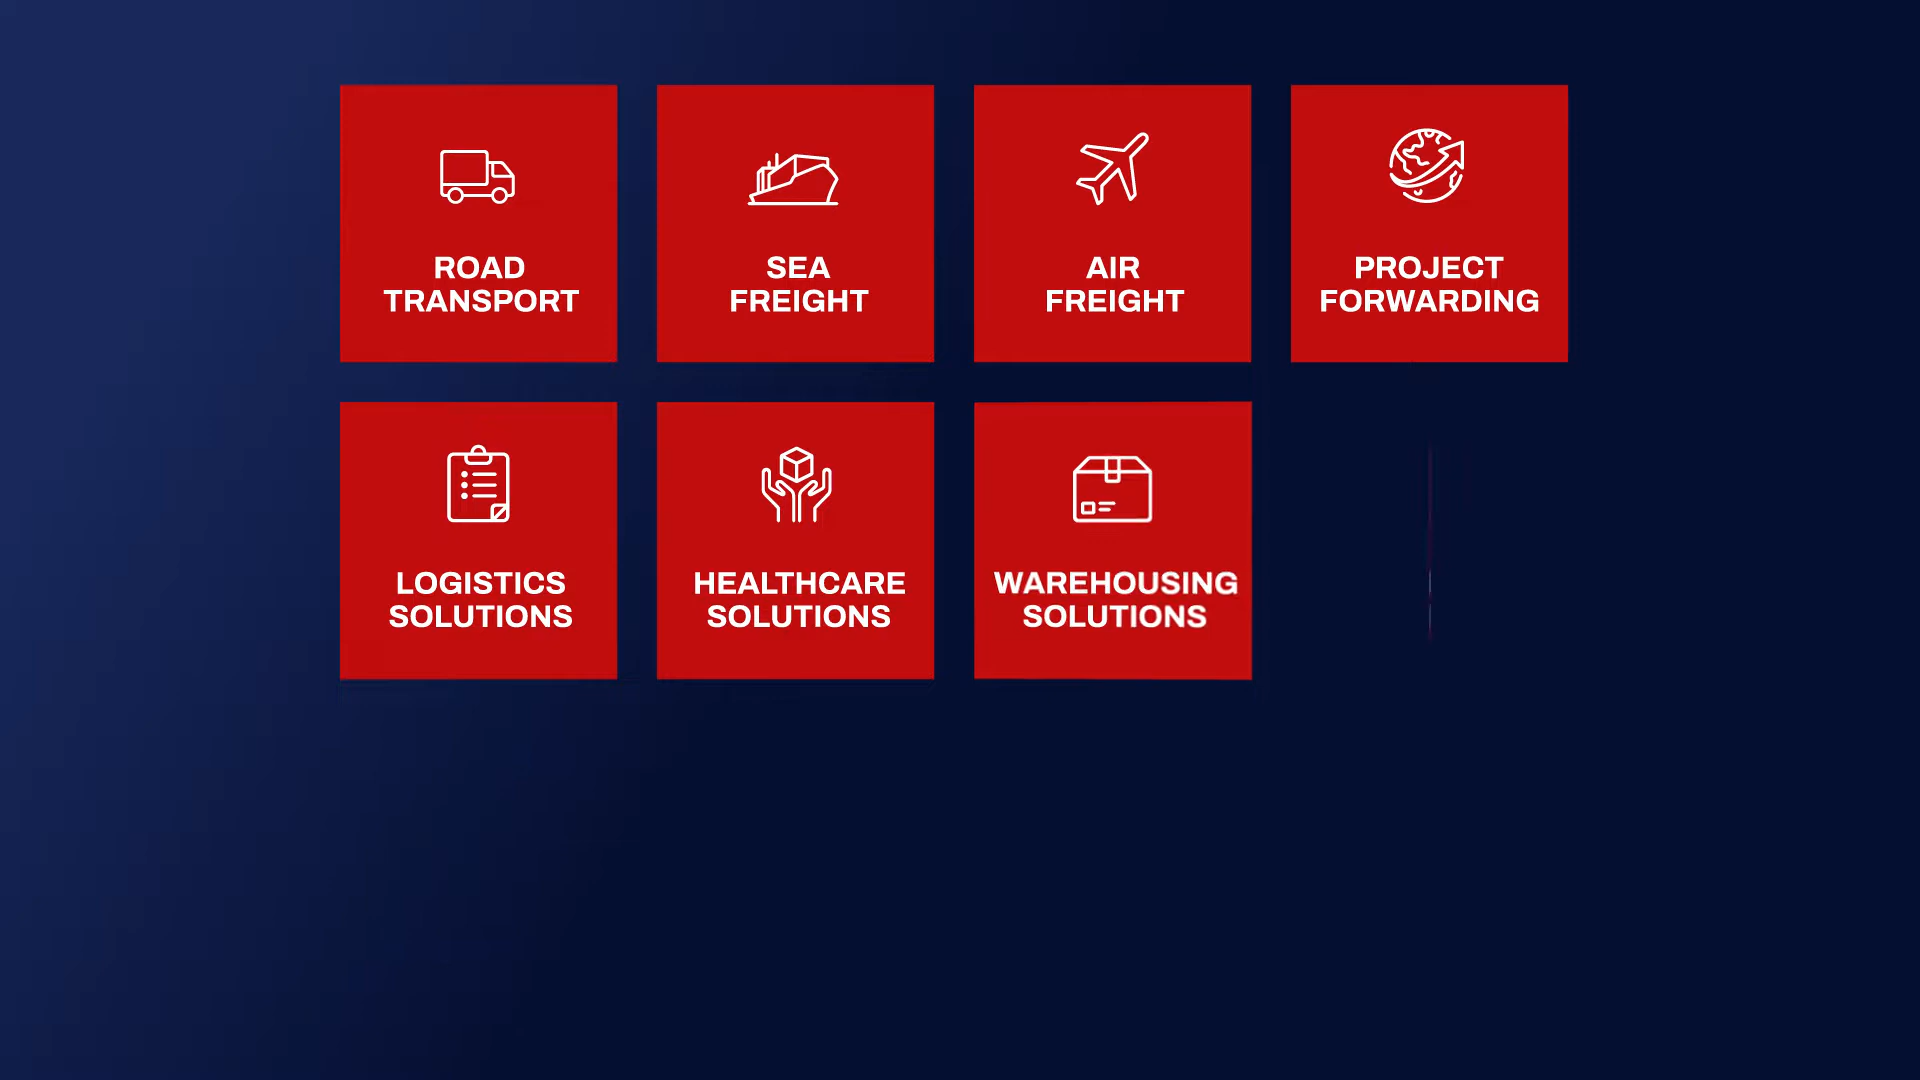 ROAD
TRANSPORT
SEA
FREIGHT
AIR
FREIGHT
PROJECT
FORWARDING
LOGISTICS
SOLUTIONS
HEALTHCARE
SOLUTIONS
WAREHOUSING
SOLUTIONS